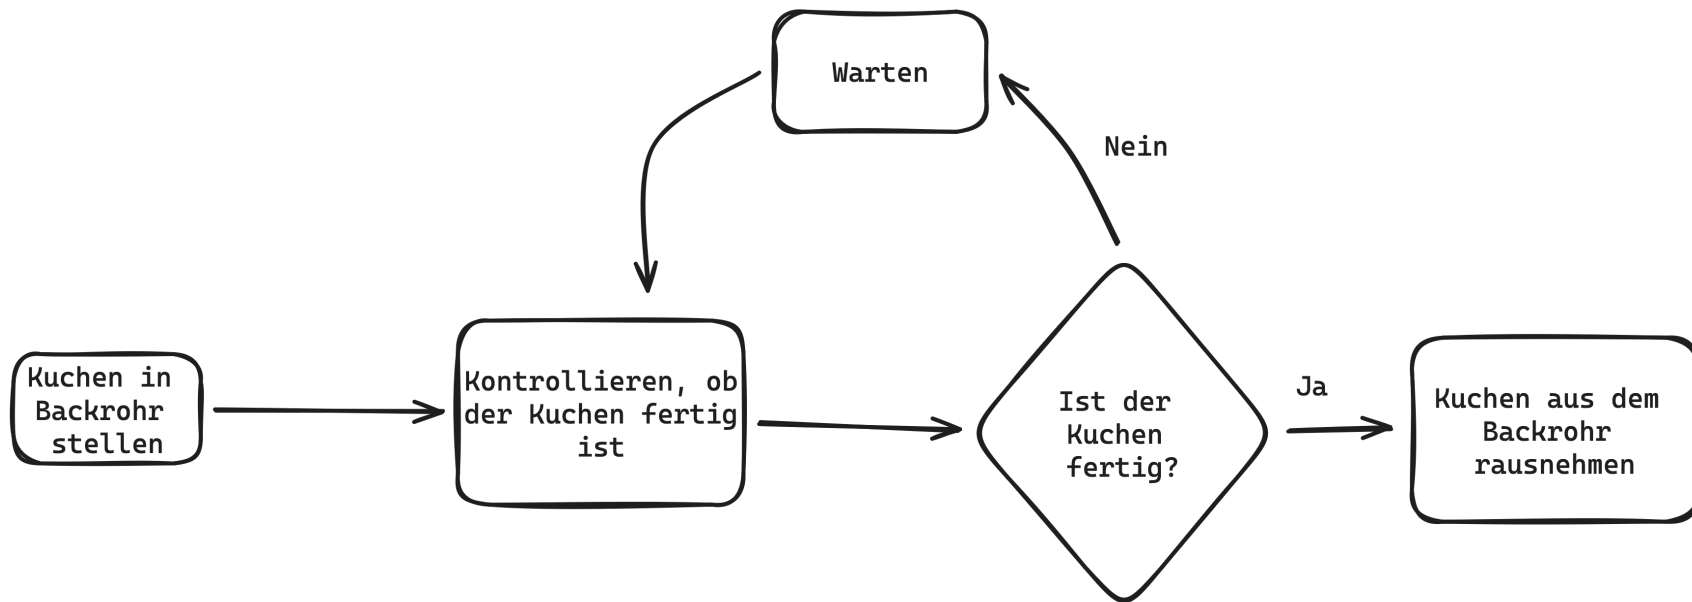 Warten
Nein
Kuchen in
Backrohr
stellen
Kontrollieren, ob
der Kuchen fertig
ist
Ist der
Kuchen
fertig?
Ja
Kuchen aus dem
Backrohr
rausnehmen